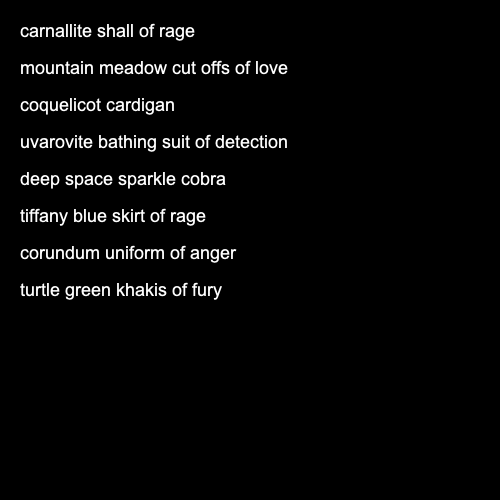 carnallite shall of rage
mountain meadow cut offs of love
coquelicot cardigan
uvarovite bathing suit of detection
deep space sparkle cobra
tiffany blue skirt of rage
corundum uniform of anger
turtle green khakis of fury